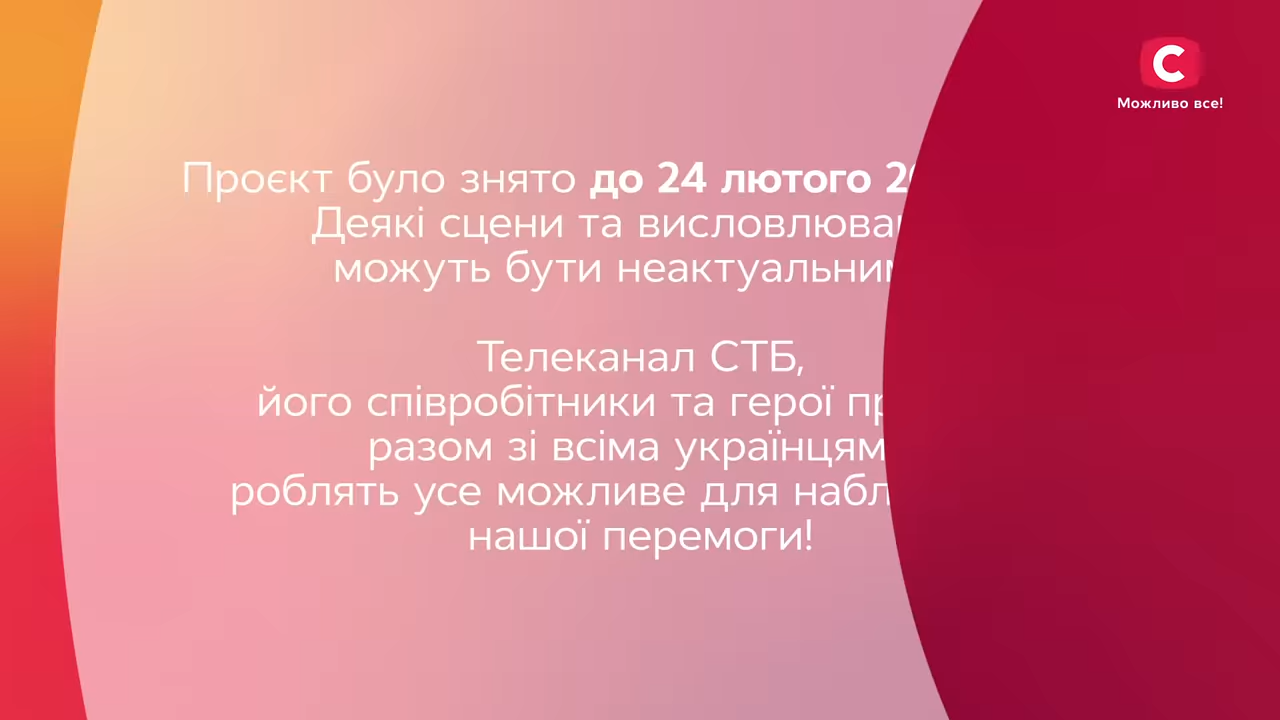 С
Можливо все!
Проєкт було знято до 24 лютого
Деякі сцени та
можуть бути
Телеканал СТБ,
його співробітники та герої
разом зі всіма
роблять усе можливе для
нашої перемоги!